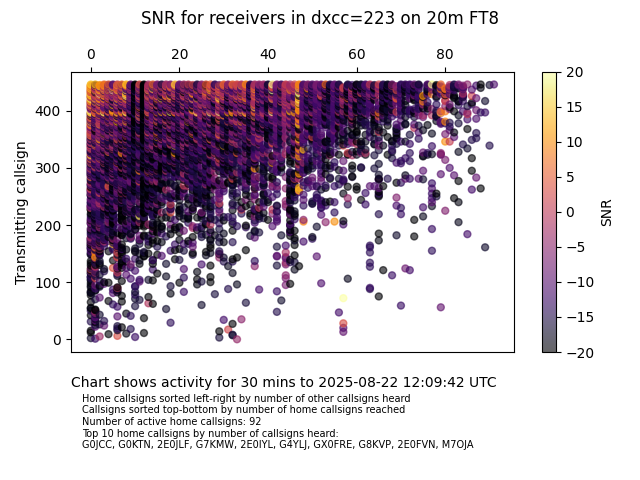 SNR for receivers in dxcc=223 on 20m FT8
0 20 40 60 80
400
300
200
100
0
Transmitting callsign
20
15
10
5
0
−5
−10
−15
−20
SNR
Chart shows activity for 30 mins to 2025-08-22 12:09:42 UTC
Home callsigns sorted left-right by number of other callsigns heard
Callsigns sorted top-bottom by number of home callsigns reached
Number of active home callsigns: 92
Top 10 home callsigns by number of callsigns heard:
G0JCC, G0KTN, 2E0JLF, G7KMW, 2E0IYL, G4YLJ, GX0FRE, G8KVP, 2E0FVN, M7OJA